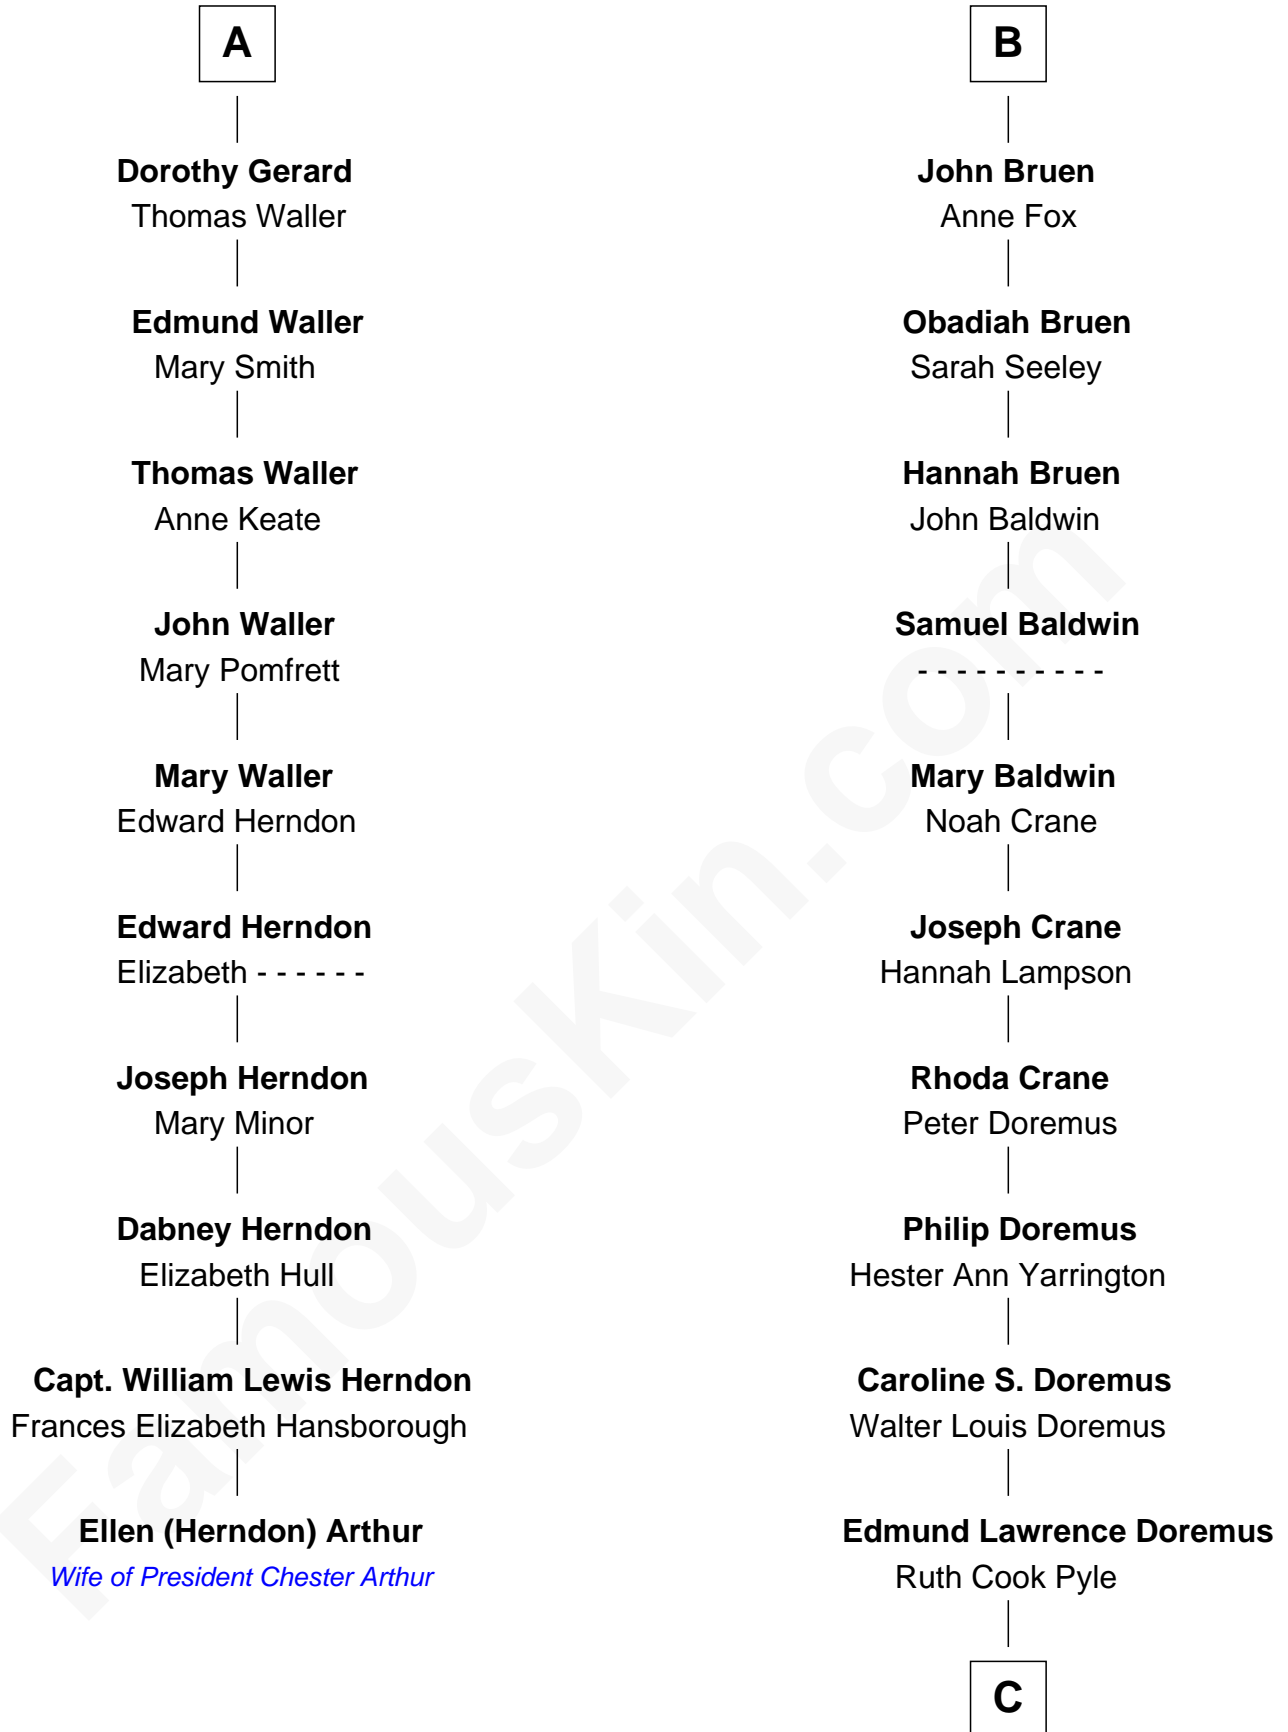 A
Dorothy Gerard
Thomas Waller
Edmund Waller
Mary Smith
Thomas Waller
Anne Keate
John Waller
Mary Pomfrett
Mary Waller
Edward Herndon
Edward Herndon
Elizabeth - - - - - -
Joseph Herndon
Mary Minor
Dabney Herndon
Elizabeth Hull
Capt. William Lewis Herndon
Frances Elizabeth Hansborough
Ellen (Herndon) Arthur
Wife of President Chester Arthur
B
John Bruen
Anne Fox
Obadiah Bruen
Sarah Seeley
Hannah Bruen
John Baldwin
Samuel Baldwin
- - - - - - - - - -
Mary Baldwin
Noah Crane
Joseph Crane
Hannah Lampson
Rhoda Crane
Peter Doremus
Philip Doremus
Hester Ann Yarrington
Caroline S. Doremus
Walter Louis Doremus
Edmund Lawrence Doremus
Ruth Cook Pyle
C
FamousKin.com